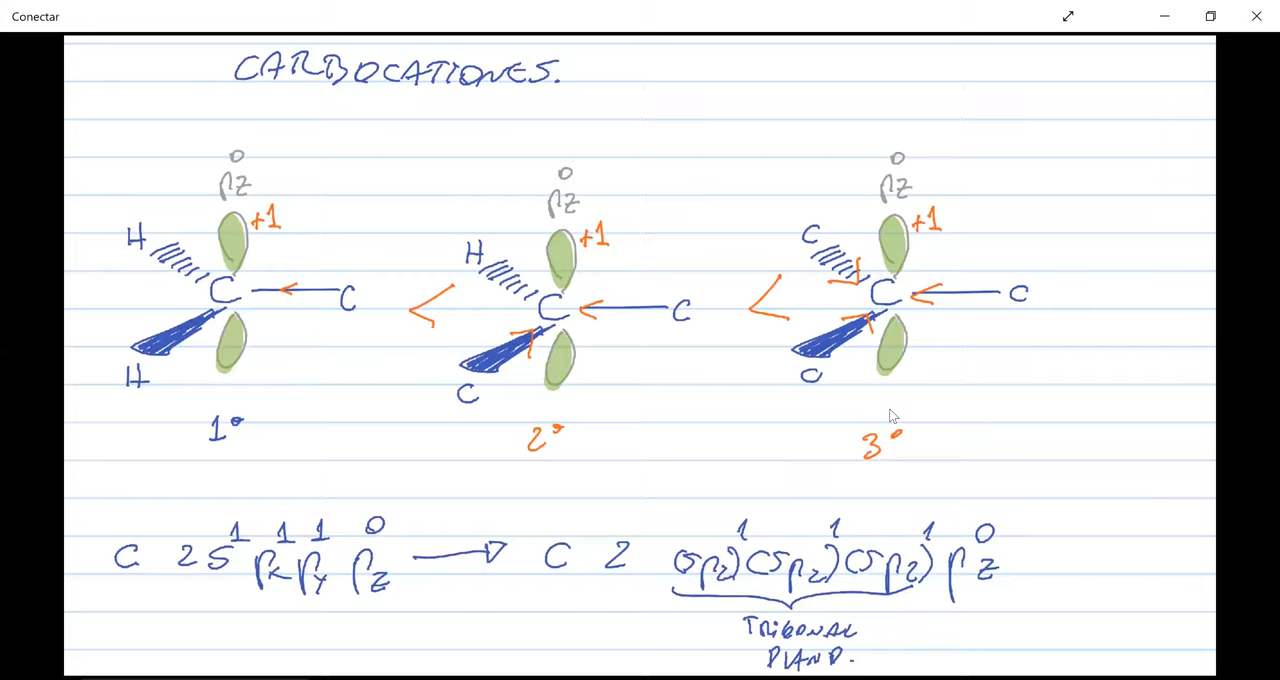 Conectar
CARBOCATIONES.
0 0 0
pz pz pz
+1 +1 +1
H H C
C C < C C < C C
H C C
1° 2° 3°
C 2S¹ px¹ py¹ pz⁰ → C 2 (sp2)¹ (sp2)¹ (sp2)¹ pz⁰
TRIGONAL
PLANA.